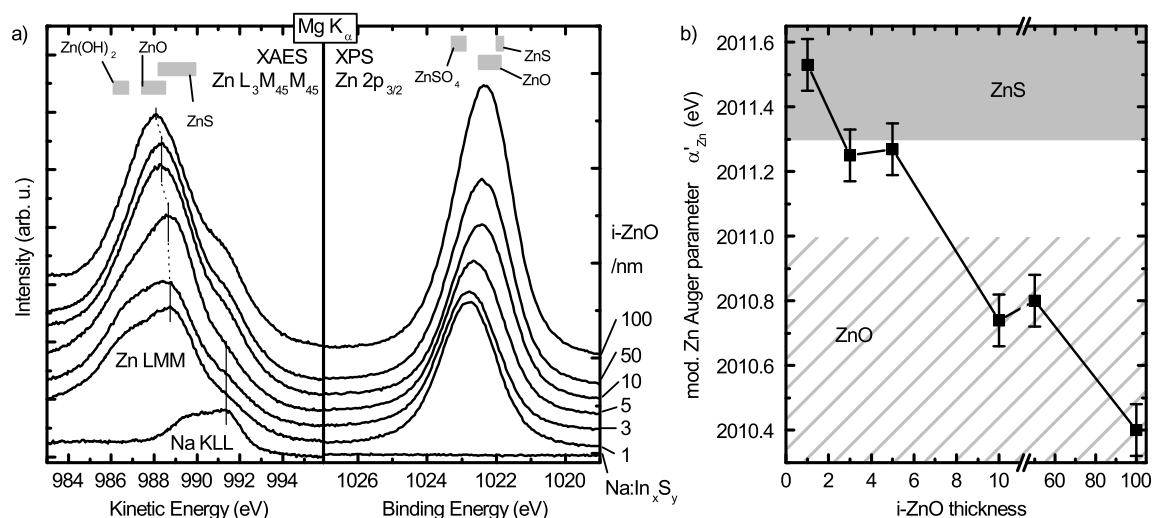 a)
Mg Kα
Zn(OH)2
ZnO
XAES
Zn L3M45M45
ZnS
XPS
Zn 2p3/2
ZnSO4
ZnS
ZnO
Intensity (arb. u.)
Zn LMM
Na KLL
i-ZnO
/nm
100
50
10
5
3
1
Na:InxSy
984 986 988 990 992 994
1026 1024 1022 1020
Kinetic Energy (eV)
Binding Energy (eV)
b)
mod. Zn Auger parameter α'Zn (eV)
2011.6
2011.4
2011.2
2011.0
2010.8
2010.6
2010.4
ZnS
ZnO
0 2 4 6 8 10 60 80 100
i-ZnO thickness